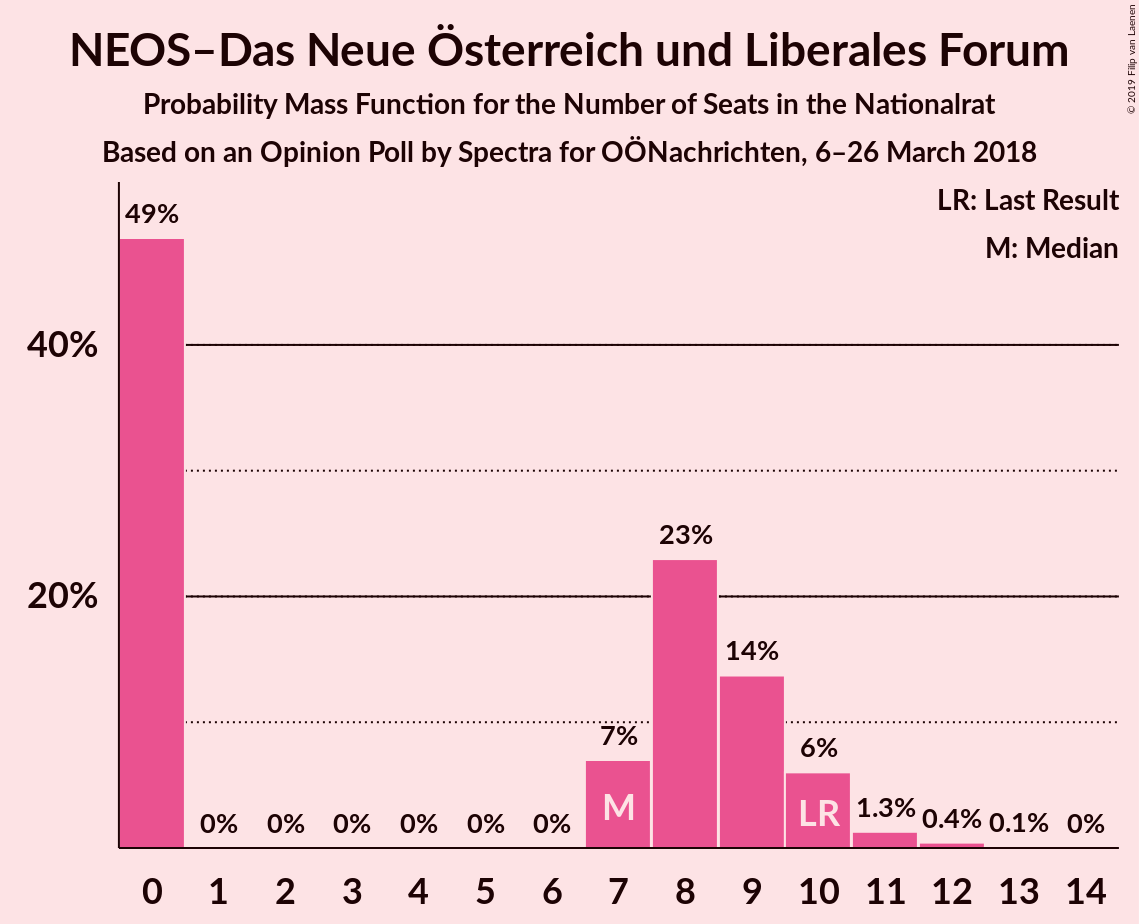 NEOS–Das Neue Österreich und Liberales Forum
Probability Mass Function for the Number of Seats in the Nationalrat
Based on an Opinion Poll by Spectra for OÖNachrichten, 6–26 March 2018
© 2019 Filip van Laenen
LR: Last Result
M: Median
49%
40%
23%
20%
14%
7%
6%
M
LR
0% 0% 0% 0% 0% 0% 1.3% 0.4% 0.1% 0%
0 1 2 3 4 5 6 7 8 9 10 11 12 13 14